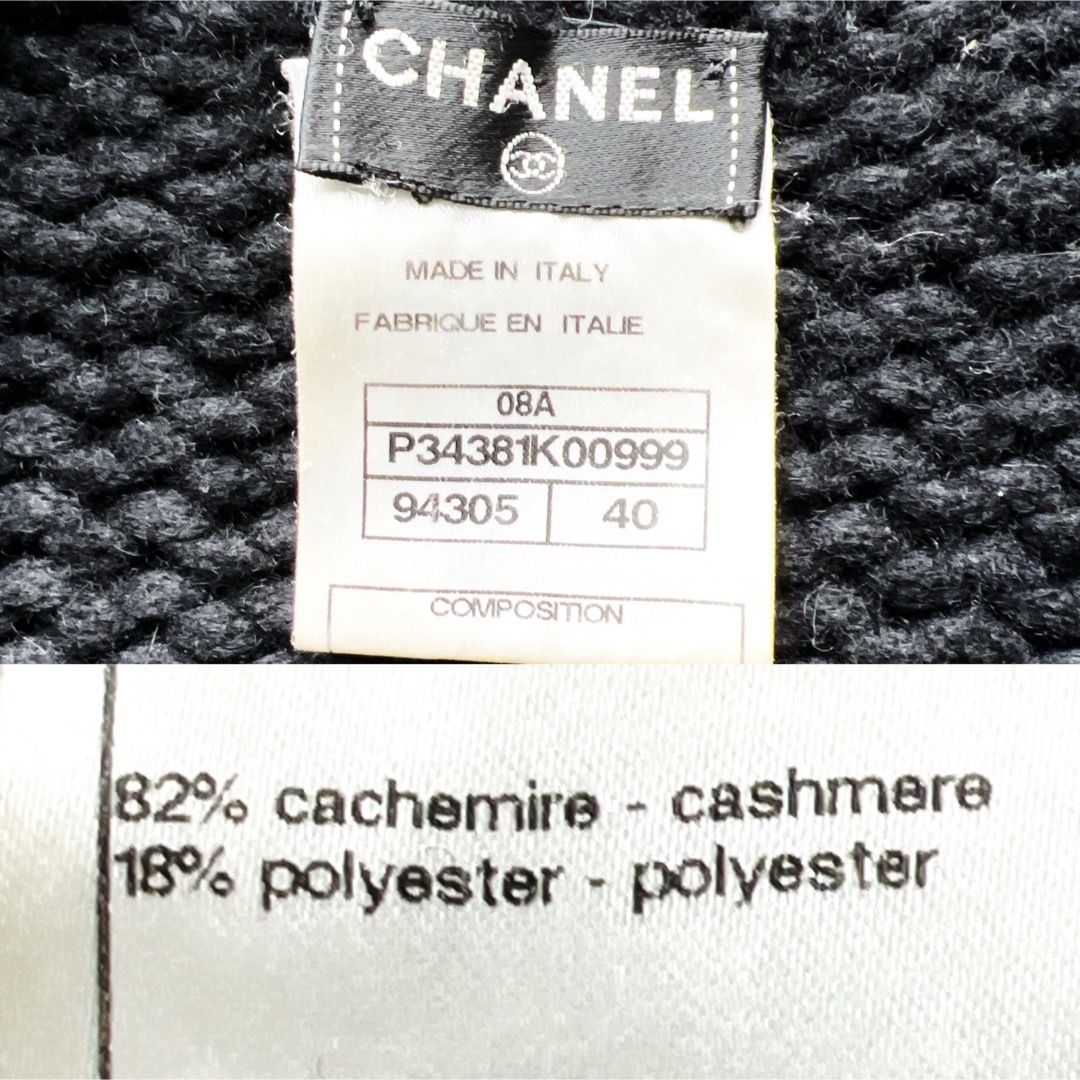 CHANEL
MADE IN ITALY
FABRIQUE EN ITALIE
08A
P34381K00999
94305 40
COMPOSITION
82% cachemire - cashmere
18% polyester - polyester